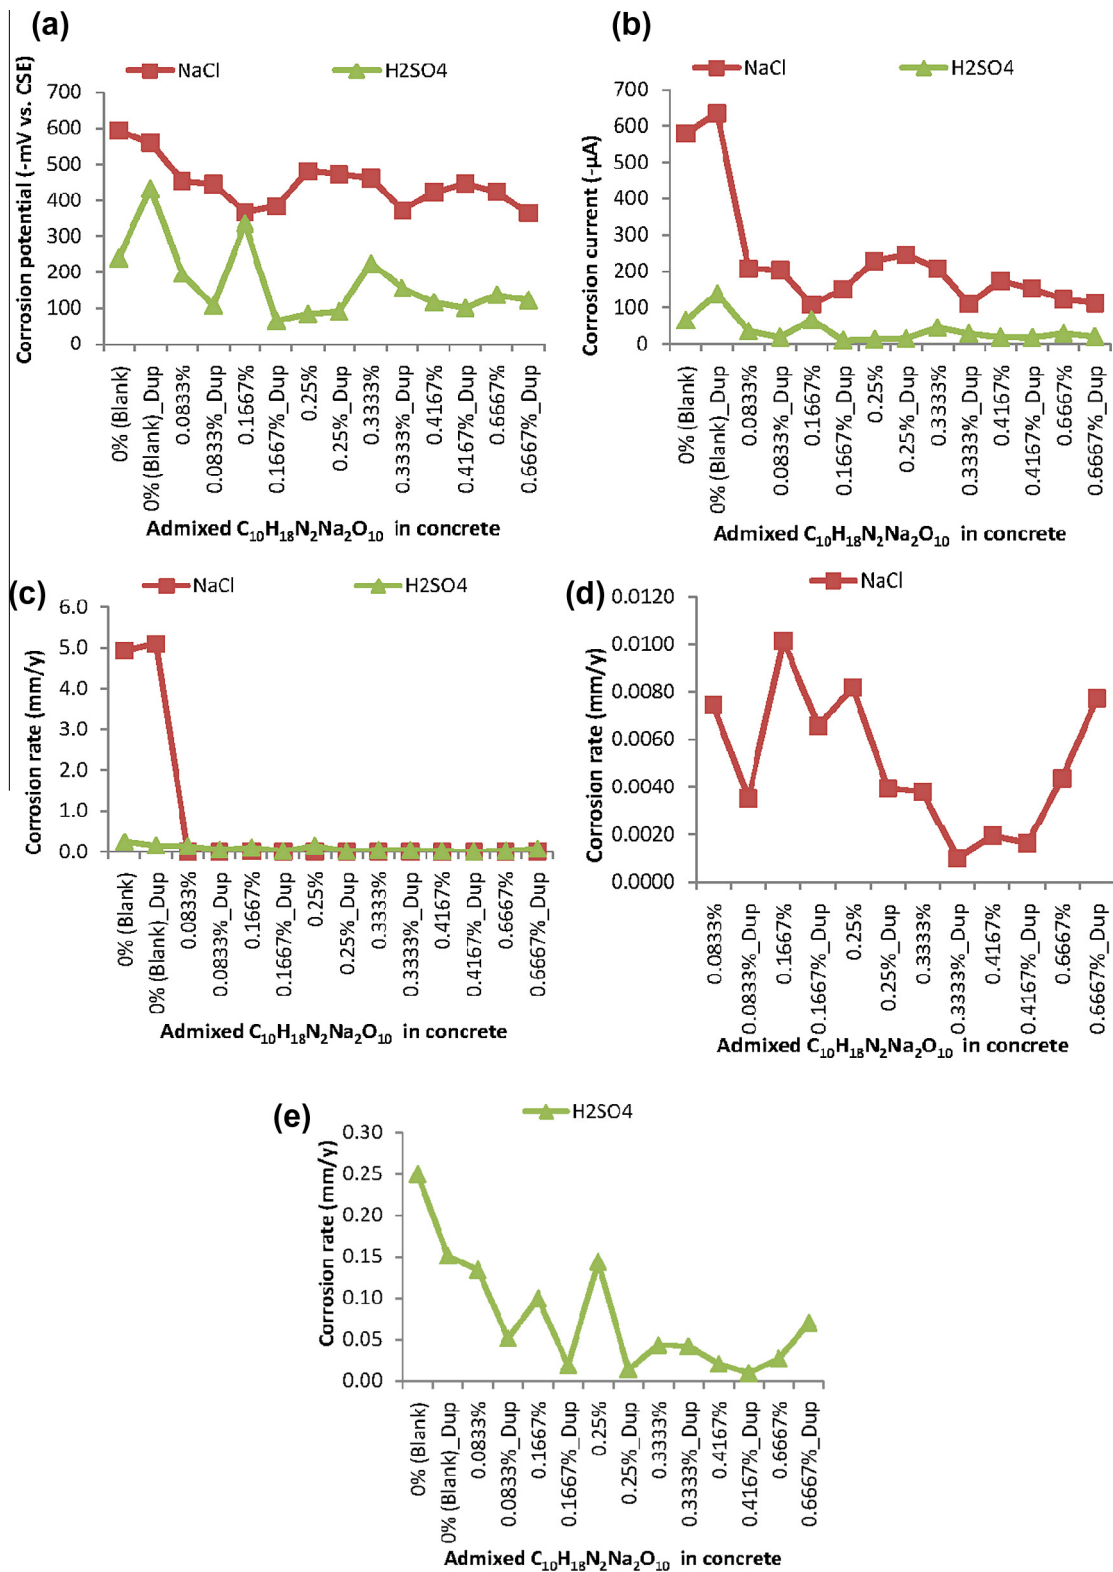 (a)
NaCl
H2SO4
Corrosion potential (-mV vs. CSE)
700
600
500
400
300
200
100
0
0% (Blank)
0% (Blank)_Dup
0.0833%
0.0833%_Dup
0.1667%
0.1667%_Dup
0.25%
0.25%_Dup
0.3333%
0.3333%_Dup
0.4167%
0.4167%_Dup
0.6667%
0.6667%_Dup
Admixed C₁₀H₁₈N₂Na₂O₁₀ in concrete
(b)
NaCl
H2SO4
Corrosion current (-µA)
700
600
500
400
300
200
100
0
0% (Blank)
0% (Blank)_Dup
0.0833%
0.0833%_Dup
0.1667%
0.1667%_Dup
0.25%
0.25%_Dup
0.3333%
0.3333%_Dup
0.4167%
0.4167%_Dup
0.6667%
0.6667%_Dup
Admixed C₁₀H₁₈N₂Na₂O₁₀ in concrete
(c)
NaCl
H2SO4
Corrosion rate (mm/y)
6.0
5.0
4.0
3.0
2.0
1.0
0.0
0% (Blank)
0% (Blank)_Dup
0.0833%
0.0833%_Dup
0.1667%
0.1667%_Dup
0.25%
0.25%_Dup
0.3333%
0.3333%_Dup
0.4167%
0.4167%_Dup
0.6667%
0.6667%_Dup
Admixed C₁₀H₁₈N₂Na₂O₁₀ in concrete
(d)
NaCl
Corrosion rate (mm/y)
0.0120
0.0100
0.0080
0.0060
0.0040
0.0020
0.0000
0.0833%
0.0833%_Dup
0.1667%
0.1667%_Dup
0.25%
0.25%_Dup
0.3333%
0.3333%_Dup
0.4167%
0.4167%_Dup
0.6667%
0.6667%_Dup
Admixed C₁₀H₁₈N₂Na₂O₁₀ in concrete
(e)
H2SO4
Corrosion rate (mm/y)
0.30
0.25
0.20
0.15
0.10
0.05
0.00
0% (Blank)
0% (Blank)_Dup
0.0833%
0.0833%_Dup
0.1667%
0.1667%_Dup
0.25%
0.25%_Dup
0.3333%
0.3333%_Dup
0.4167%
0.4167%_Dup
0.6667%
0.6667%_Dup
Admixed C₁₀H₁₈N₂Na₂O₁₀ in concrete